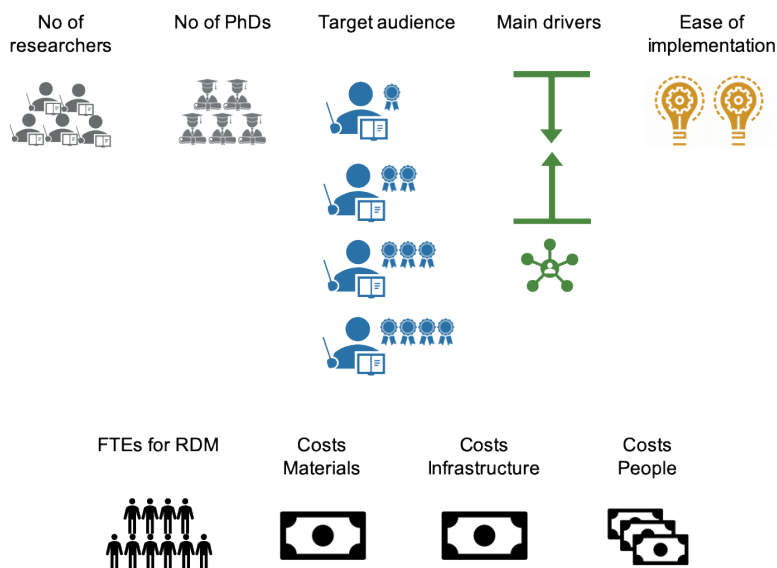 No of
researchers
No of PhDs
Target audience
Main drivers
Ease of
implementation
FTEs for RDM
Costs
Materials
Costs
Infrastructure
Costs
People